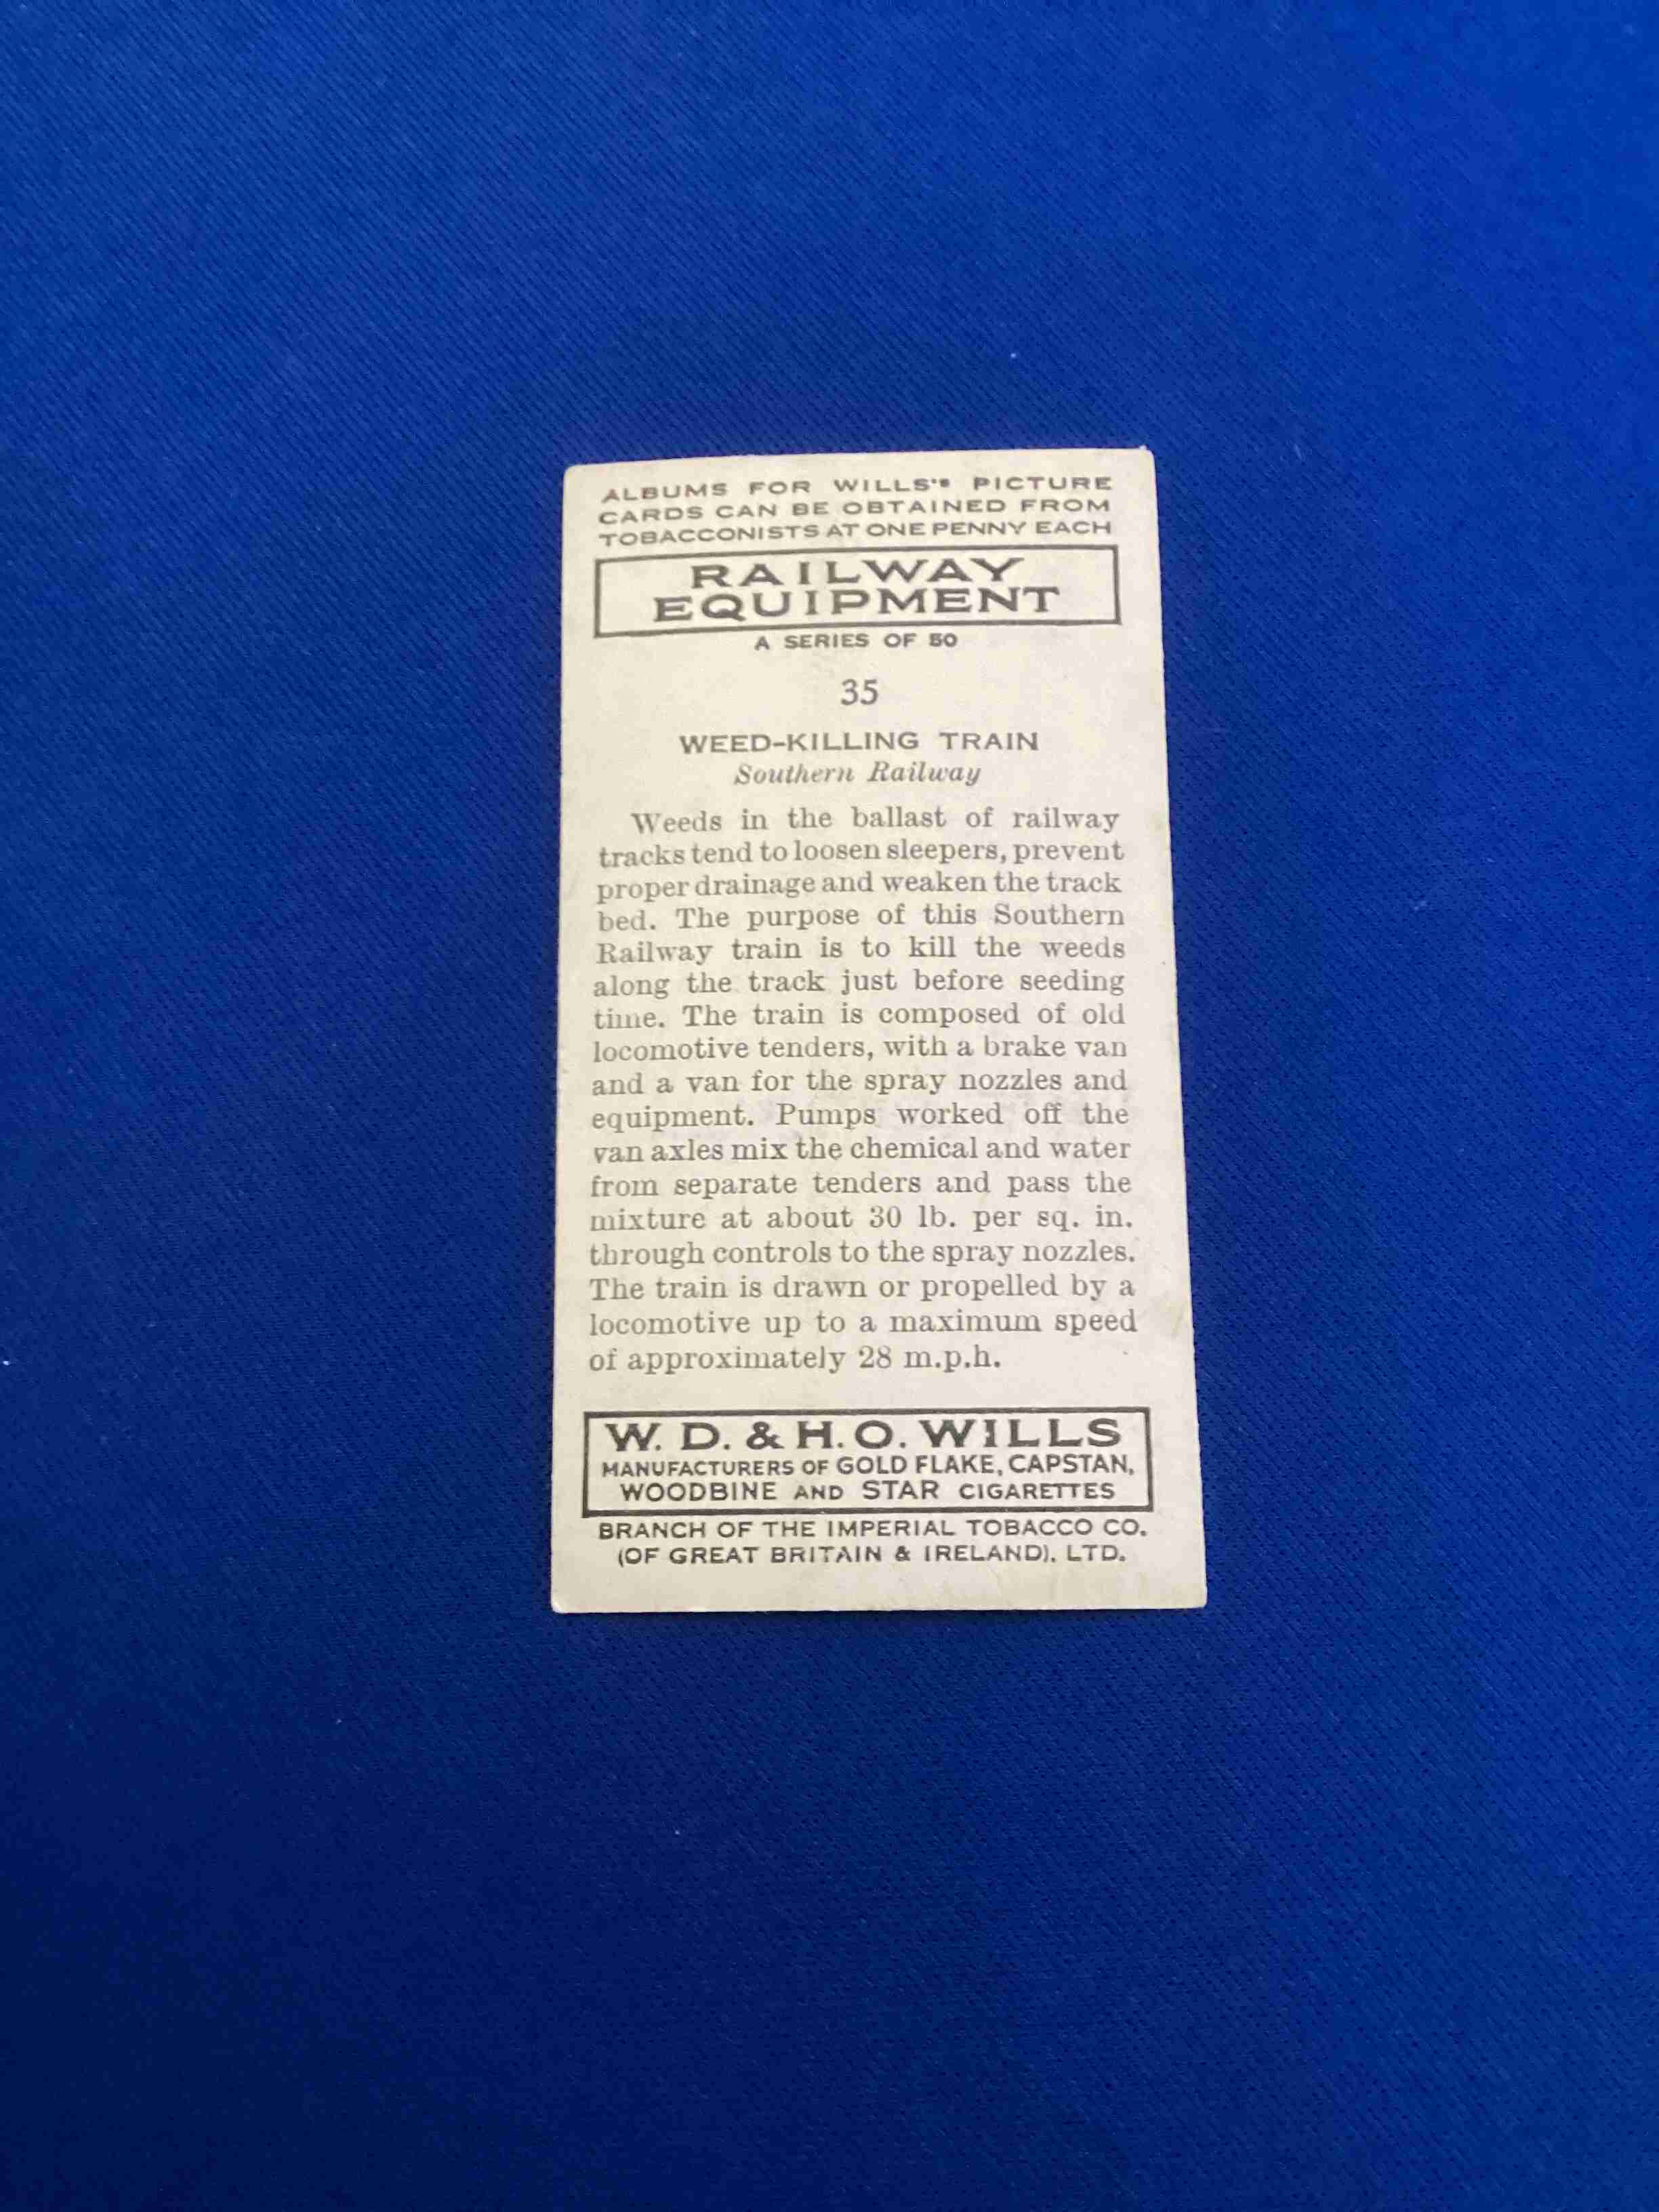 ALBUMS FOR WILLS'S PICTURE
CARDS CAN BE OBTAINED FROM
TOBACCONISTS AT ONE PENNY EACH
RAILWAY
EQUIPMENT
A SERIES OF 50
35
WEED-KILLING TRAIN
Southern Railway
Weeds in the ballast of railway
tracks tend to loosen sleepers, prevent
proper drainage and weaken the track
bed. The purpose of this Southern
Railway train is to kill the weeds
along the track just before seeding
time. The train is composed of old
locomotive tenders, with a brake van
and a van for the spray nozzles and
equipment. Pumps worked off the
van axles mix the chemical and water
from separate tenders and pass the
mixture at about 30 lb. per sq. in.
through controls to the spray nozzles.
The train is drawn or propelled by a
locomotive up to a maximum speed
of approximately 28 m.p.h.
W. D. & H. O. WILLS
MANUFACTURERS OF GOLD FLAKE, CAPSTAN,
WOODBINE AND STAR CIGARETTES
BRANCH OF THE IMPERIAL TOBACCO CO.
(OF GREAT BRITAIN & IRELAND), LTD.